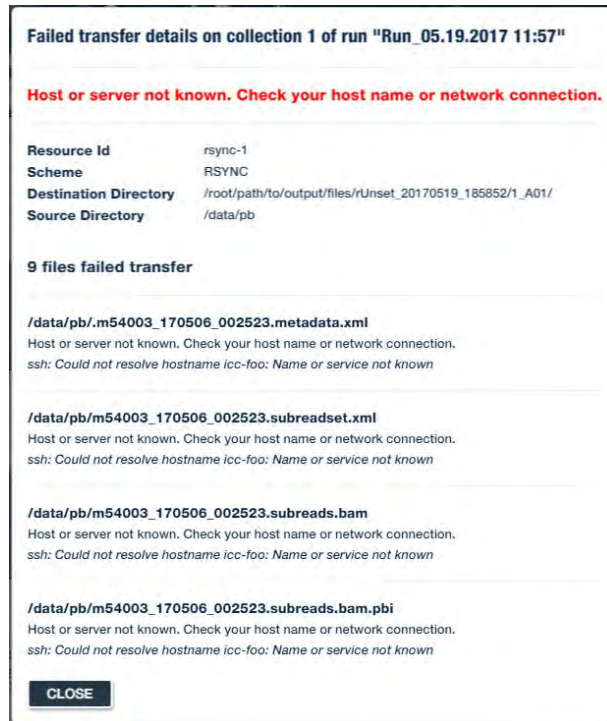 Failed transfer details on collection 1 of run "Run_05.19.2017 11:57"
Host or server not known. Check your host name or network connection.
Resource Id rsync-1
Scheme RSYNC
Destination Directory /root/path/to/output/files/rUnset_20170519_185852/1_A01/
Source Directory /data/pb
9 files failed transfer
/data/pb/.m54003_170506_002523.metadata.xml
Host or server not known. Check your host name or network connection.
ssh: Could not resolve hostname icc-foo: Name or service not known
/data/pb/m54003_170506_002523.subreadset.xml
Host or server not known. Check your host name or network connection.
ssh: Could not resolve hostname icc-foo: Name or service not known
/data/pb/m54003_170506_002523.subreads.bam
Host or server not known. Check your host name or network connection.
ssh: Could not resolve hostname icc-foo: Name or service not known
/data/pb/m54003_170506_002523.subreads.bam.pbi
Host or server not known. Check your host name or network connection.
ssh: Could not resolve hostname icc-foo: Name or service not known
CLOSE